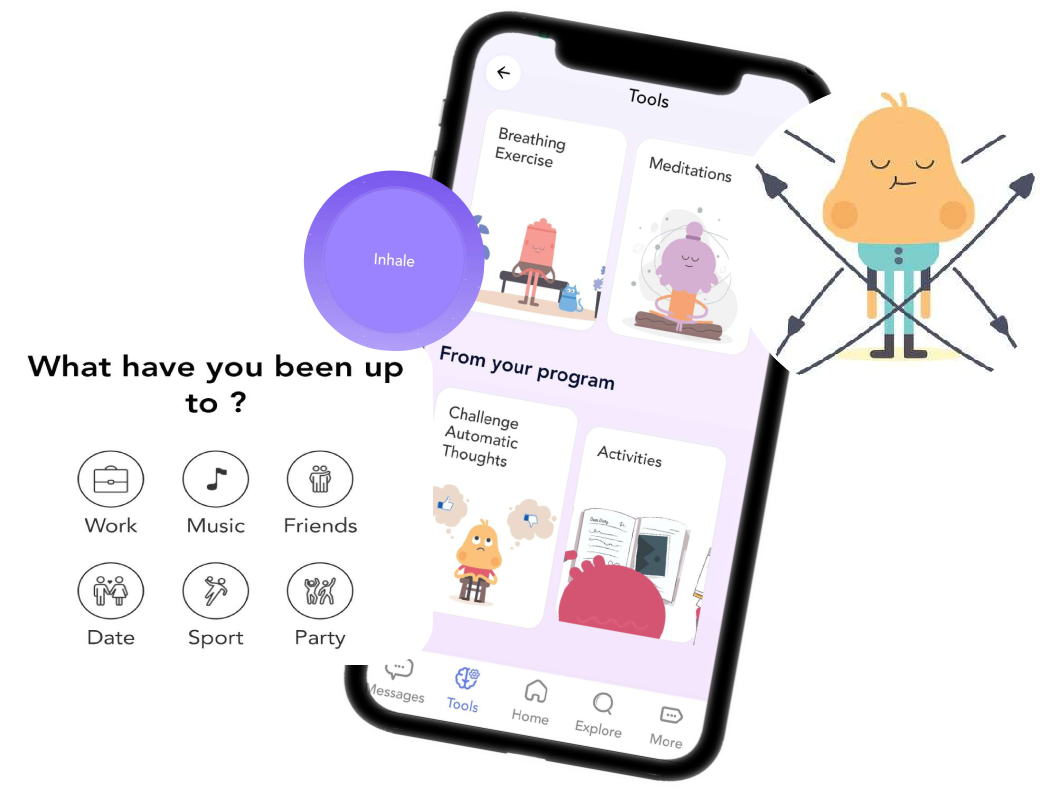 Tools
Breathing
Exercise
Meditations
Inhale
From your program
What have you been up
to ?
Challenge
Automatic
Thoughts
Activities
Work
Music
Friends
Date
Sport
Party
Messages
Tools
Home
Explore
More